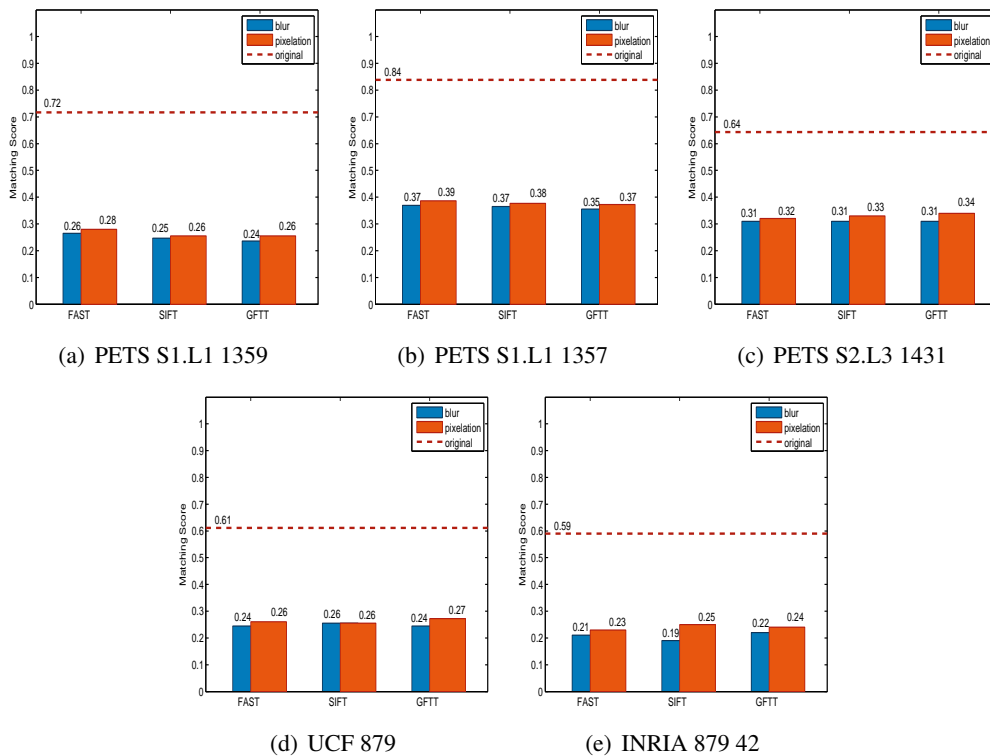 blur
pixelation
original
1
0.9
0.8
0.7
0.6
0.5
0.4
0.3
0.2
0.1
0
Matching Score
0.72
0.26 0.28 0.25 0.26 0.24 0.26
FAST SIFT GFTT
(a) PETS S1.L1 1359
blur
pixelation
original
1
0.9
0.8
0.7
0.6
0.5
0.4
0.3
0.2
0.1
0
Matching Score
0.84
0.37 0.39 0.37 0.38 0.35 0.37
FAST SIFT GFTT
(b) PETS S1.L1 1357
blur
pixelation
original
1
0.9
0.8
0.7
0.6
0.5
0.4
0.3
0.2
0.1
0
Matching Score
0.64
0.31 0.32 0.31 0.33 0.31 0.34
FAST SIFT GFTT
(c) PETS S2.L3 1431
blur
pixelation
original
1
0.9
0.8
0.7
0.6
0.5
0.4
0.3
0.2
0.1
0
Matching Score
0.61
0.24 0.26 0.26 0.26 0.24 0.27
FAST SIFT GFTT
(d) UCF 879
blur
pixelation
original
1
0.9
0.8
0.7
0.6
0.5
0.4
0.3
0.2
0.1
0
Matching Score
0.59
0.21 0.23 0.19 0.25 0.22 0.24
FAST SIFT GFTT
(e) INRIA 879 42